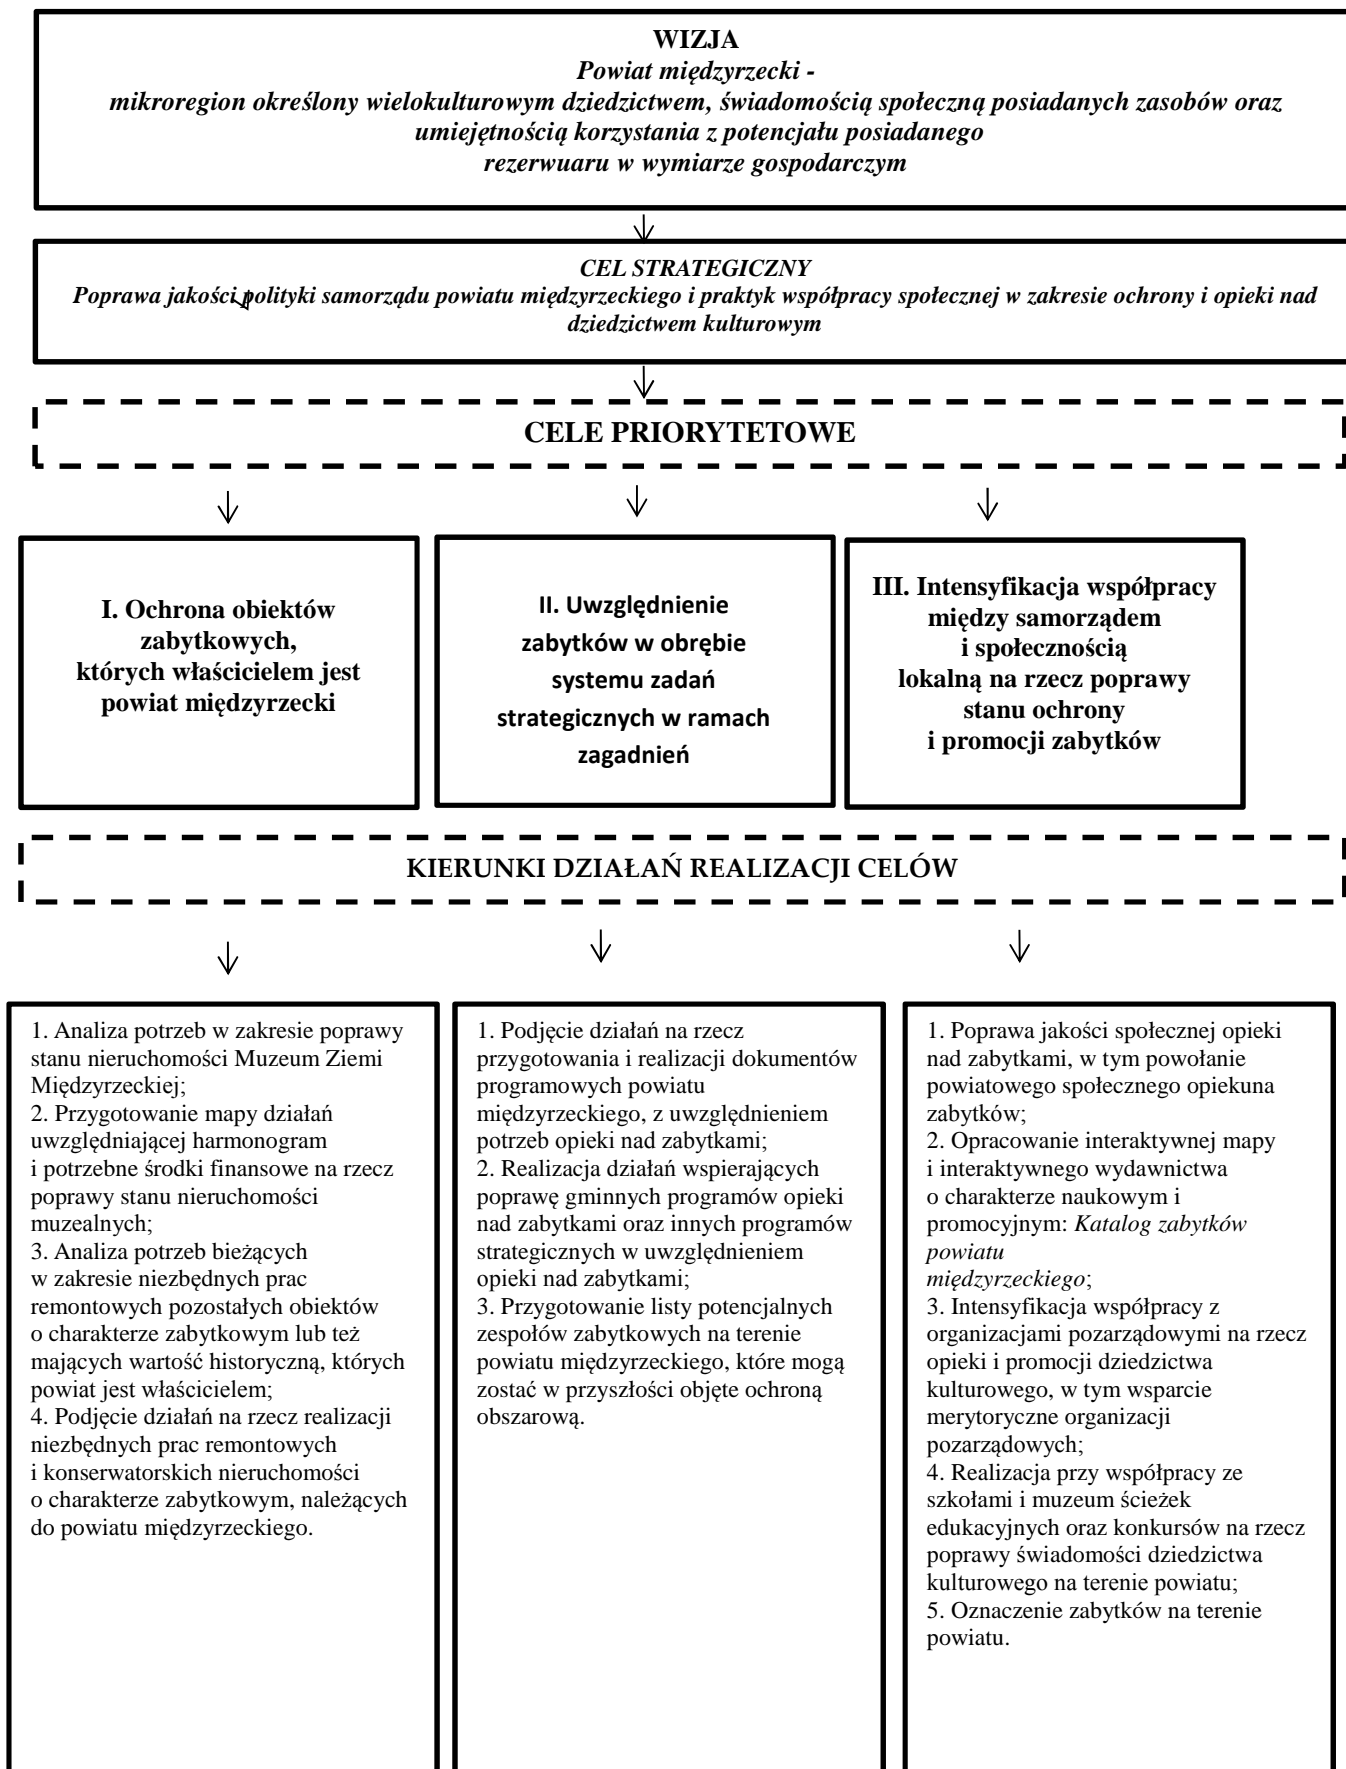 WIZJA
Powiat międzyrzecki -
mikroregion określony wielokulturowym dziedzictwem, świadomością społeczną posiadanych zasobów oraz
umiejętnością korzystania z potencjału posiadanego
rezerwuaru w wymiarze gospodarczym
CEL STRATEGICZNY
Poprawa jakości polityki samorządu powiatu międzyrzeckiego i praktyk współpracy społecznej w zakresie ochrony i opieki nad
dziedzictwem kulturowym
CELE PRIORYTETOWE
I. Ochrona obiektów
zabytkowych,
których właścicielem jest
powiat międzyrzecki
II. Uwzględnienie
zabytków w obrębie
systemu zadań
strategicznych w ramach
zagadnień
III. Intensyfikacja współpracy
między samorządem
i społecznością
lokalną na rzecz poprawy
stanu ochrony
i promocji zabytków
KIERUNKI DZIAŁAŃ REALIZACJI CELÓW
1. Analiza potrzeb w zakresie poprawy
stanu nieruchomości Muzeum Ziemi
Międzyrzeckiej;
2. Przygotowanie mapy działań
uwzględniającej harmonogram
i potrzebne środki finansowe na rzecz
poprawy stanu nieruchomości
muzealnych;
3. Analiza potrzeb bieżących
w zakresie niezbędnych prac
remontowych pozostałych obiektów
o charakterze zabytkowym lub też
mających wartość historyczną, których
powiat jest właścicielem;
4. Podjęcie działań na rzecz realizacji
niezbędnych prac remontowych
i konserwatorskich nieruchomości
o charakterze zabytkowym, należących
do powiatu międzyrzeckiego.
1. Podjęcie działań na rzecz
przygotowania i realizacji dokumentów
programowych powiatu
międzyrzeckiego, z uwzględnieniem
potrzeb opieki nad zabytkami;
2. Realizacja działań wspierających
poprawę gminnych programów opieki
nad zabytkami oraz innych programów
strategicznych w uwzględnieniem
opieki nad zabytkami;
3. Przygotowanie listy potencjalnych
zespołów zabytkowych na terenie
powiatu międzyrzeckiego, które mogą
zostać w przyszłości objęte ochroną
obszarową.
1. Poprawa jakości społecznej opieki
nad zabytkami, w tym powołanie
powiatowego społecznego opiekuna
zabytków;
2. Opracowanie interaktywnej mapy
i interaktywnego wydawnictwa
o charakterze naukowym i
promocyjnym: Katalog zabytków
powiatu
międzyrzeckiego;
3. Intensyfikacja współpracy z
organizacjami pozarządowymi na rzecz
opieki i promocji dziedzictwa
kulturowego, w tym wsparcie
merytoryczne organizacji
pozarządowych;
4. Realizacja przy współpracy ze
szkołami i muzeum ścieżek
edukacyjnych oraz konkursów na rzecz
poprawy świadomości dziedzictwa
kulturowego na terenie powiatu;
5. Oznaczenie zabytków na terenie
powiatu.